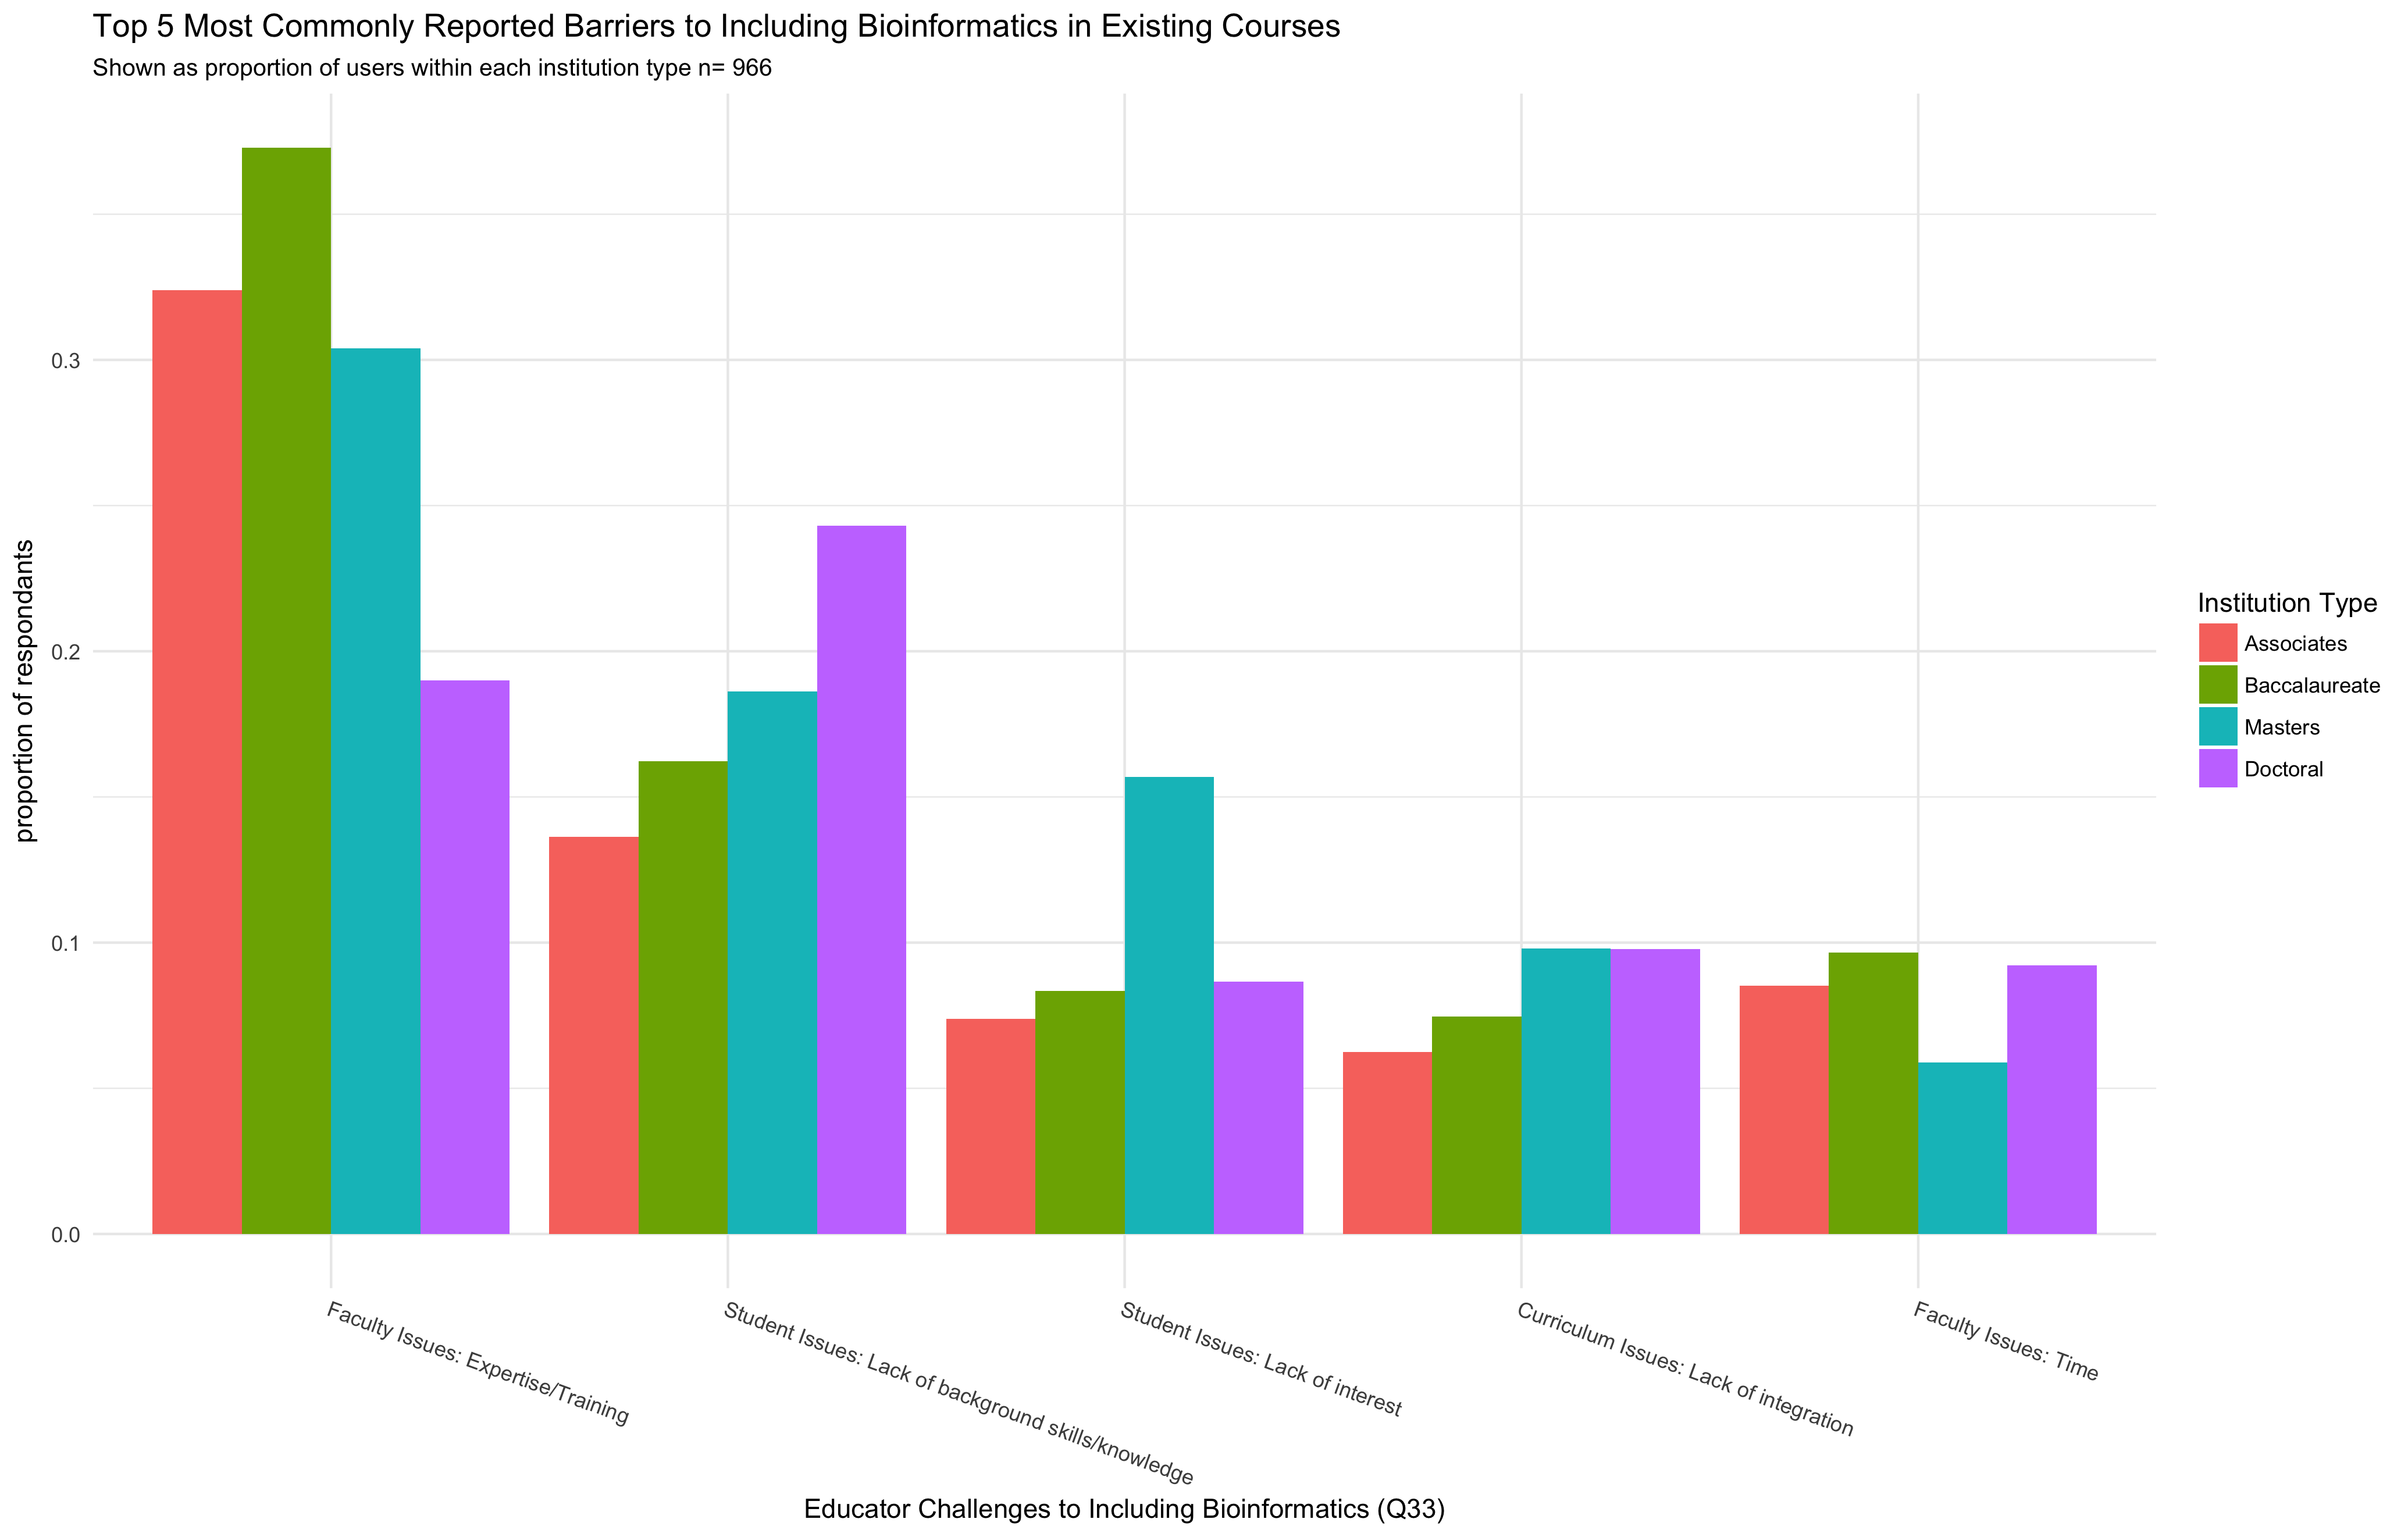 Top 5 Most Commonly Reported Barriers to Including Bioinformatics in Existing Courses
Shown as proportion of users within each institution type n= 966
proportion of respondants
0.3
0.2
0.1
0.0
Faculty Issues: Expertise/Training
Student Issues: Lack of background skills/knowledge
Student Issues: Lack of interest
Curriculum Issues: Lack of integration
Faculty Issues: Time
Educator Challenges to Including Bioinformatics (Q33)
Institution Type
Associates
Baccalaureate
Masters
Doctoral